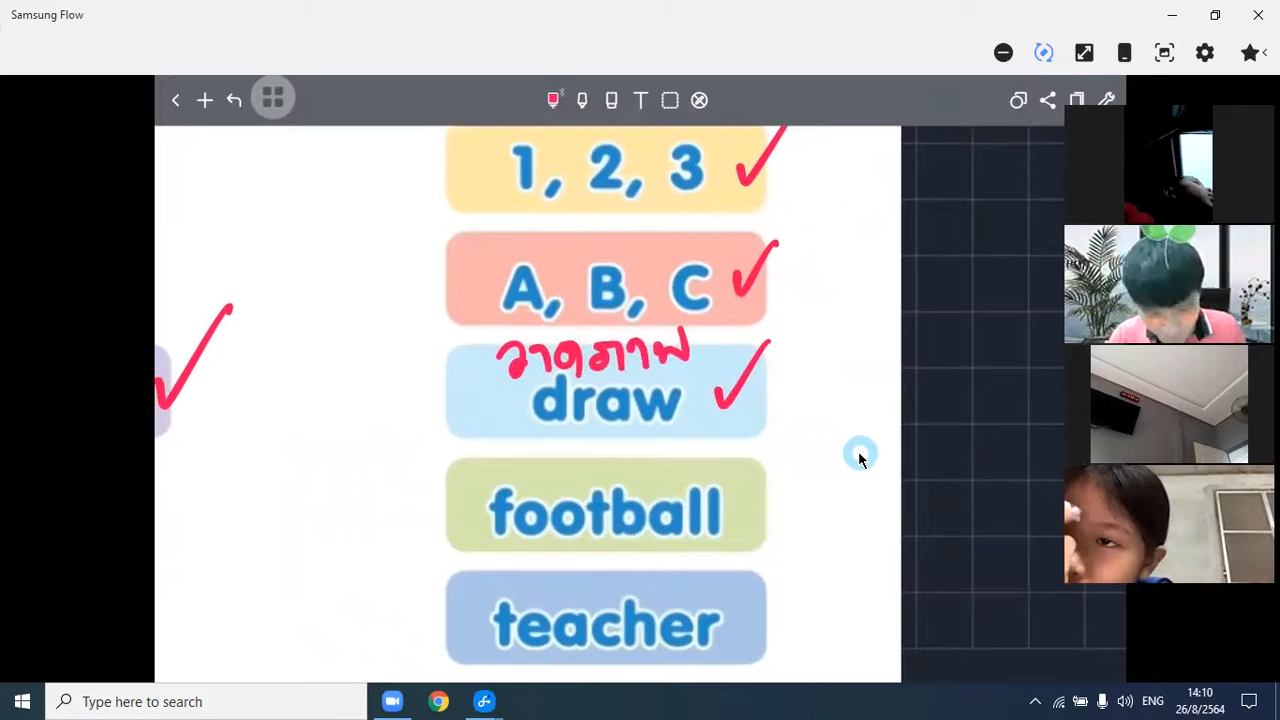 Samsung Flow
1, 2, 3
A, B, C
วาดภาพ
draw
football
teacher
Type here to search
ENG
14:10
26/8/2564